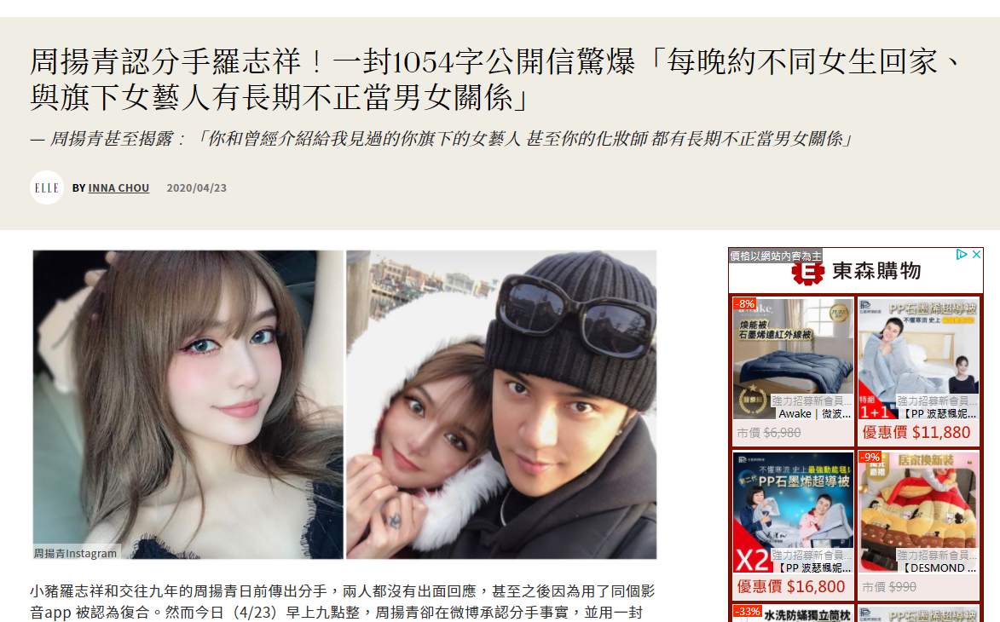 周揚青認分手羅志祥！一封1054字公開信驚爆「每晚約不同女生回家、
與旗下女藝人有長期不正當男女關係」
— 周揚青甚至揭露：「你和曾經介紹給我見過的你旗下的女藝人 甚至你的化妝師 都有長期不正當男女關係」
ELLE BY INNA CHOU 2020/04/23
周揚青Instagram
小豬羅志祥和交往九年的周揚青日前傳出分手，兩人都沒有出面回應，甚至之後因為用了同個影
音app 被認為復合。然而今日（4/23）早上九點整，周揚青卻在微博承認分手事實，並用一封
價格以網站內容為主
東森購物
-8%
awake
煥能被
石墨烯遠紅外線被
強力招募新會員...
Awake｜微波...
市價 $6,980
PP石墨烯超導被
不懼寒流 史上
特組
1+1
強力招募新會員...
【PP 波瑟楓妮...
優惠價 $11,880
不懼寒流 史上最強動能毯!
第二代
PP石墨烯超導被
X2
強力招募新會員...
【PP 波瑟楓妮...
優惠價 $16,800
-9%
居家換新裝
強力招募新會員...
【DESMOND ...
市價 $990
-33%
水洗防蟎獨立筒枕
PP石墨烯超導被